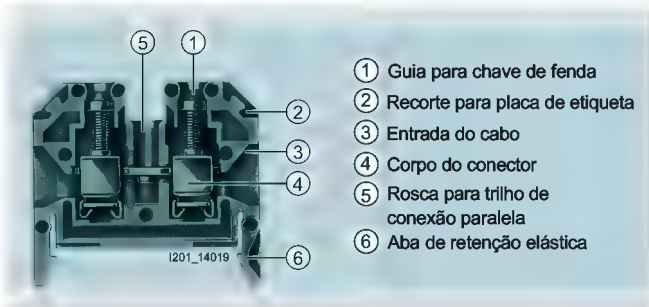 5 1
2
3
4
I201_14019
6
1 Guia para chave de fenda
2 Recorte para placa de etiqueta
3 Entrada do cabo
4 Corpo do conector
5 Rosca para trilho de
conexão paralela
6 Aba de retenção elástica